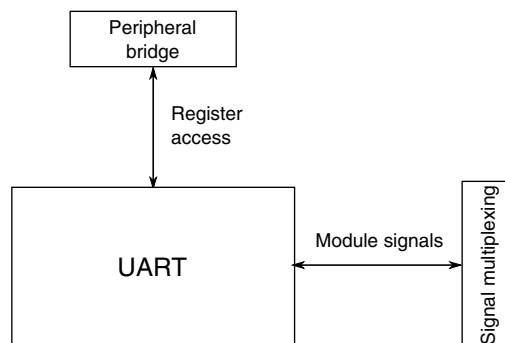 Peripheral
bridge
Register
access
UART
Module signals
Signal multiplexing